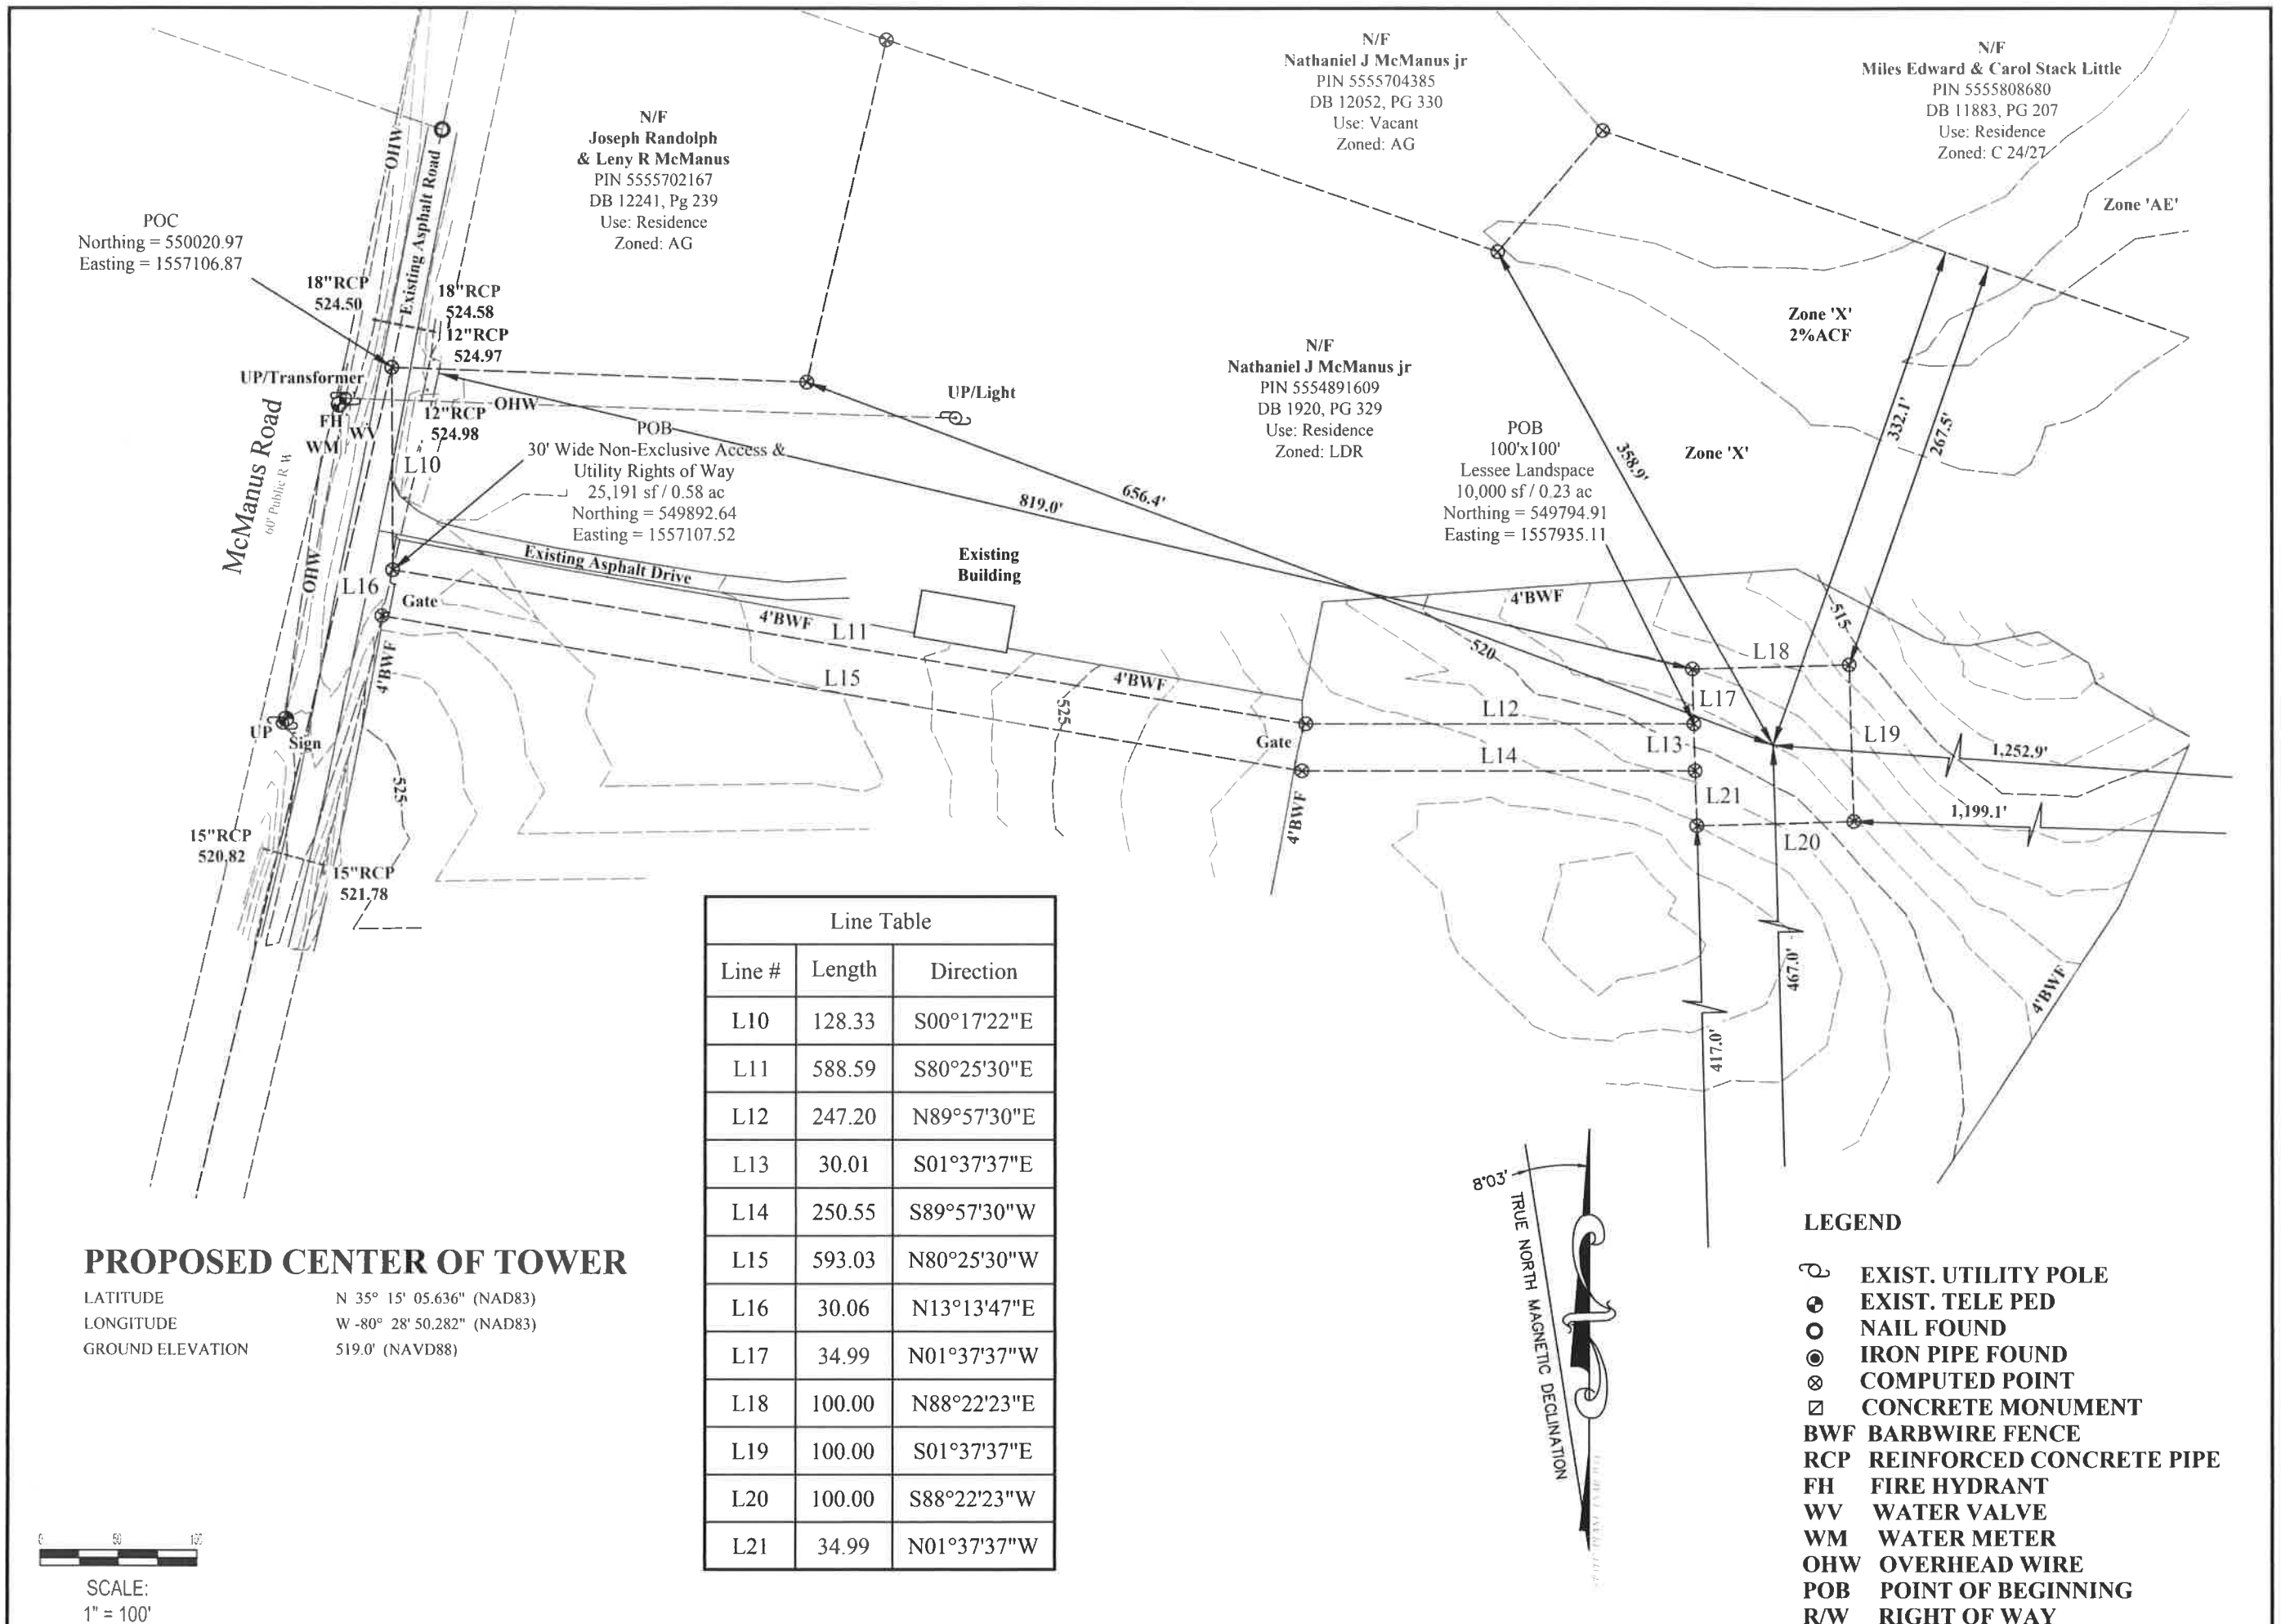 N/F
Joseph Randolph
& Leny R McManus
PIN 5555702167
DB 12241, Pg 239
Use: Residence
Zoned: AG
N/F
Nathaniel J McManus jr
PIN 5555704385
DB 12052, PG 330
Use: Vacant
Zoned: AG
N/F
Miles Edward & Carol Stack Little
PIN 5555808680
DB 11883, PG 207
Use: Residence
Zoned: C 24/27
Zone 'AE'
Zone 'X'
2%ACF
Zone 'X'
N/F
Nathaniel J McManus jr
PIN 5554891609
DB 1920, PG 329
Use: Residence
Zoned: LDR
POC
Northing = 550020.97
Easting = 1557106.87
OHW
Existing Asphalt Road
18"RCP
524.50
18"RCP
524.58
12"RCP
524.97
UP/Transformer
FH
WV
WM
12"RCP
524.98
OHW
UP/Light
McManus Road
60' Public R W
L10
POB
30' Wide Non-Exclusive Access &
Utility Rights of Way
25,191 sf / 0.58 ac
Northing = 549892.64
Easting = 1557107.52
POB
100'x100'
Lessee Landspace
10,000 sf / 0.23 ac
Northing = 549794.91
Easting = 1557935.11
819.0'
656.4'
358.9'
332.1'
267.5'
Existing Asphalt Drive
Existing
Building
OHW
L16
Gate
4'BWF
L11
L15
4'BWF
4'BWF
525
525
UP
Sign
15"RCP
520.82
15"RCP
521.78
4'BWF
520
515
L18
L17
L12
L13
L14
Gate
4'BWF
L19
L21
L20
1,252.9'
1,199.1'
467.0'
417.0'
4'BWF
Line Table
Line # Length Direction
L10 128.33 S00°17'22"E
L11 588.59 S80°25'30"E
L12 247.20 N89°57'30"E
L13 30.01 S01°37'37"E
L14 250.55 S89°57'30"W
L15 593.03 N80°25'30"W
L16 30.06 N13°13'47"E
L17 34.99 N01°37'37"W
L18 100.00 N88°22'23"E
L19 100.00 S01°37'37"E
L20 100.00 S88°22'23"W
L21 34.99 N01°37'37"W
PROPOSED CENTER OF TOWER
LATITUDE N 35° 15' 05.636" (NAD83)
LONGITUDE W -80° 28' 50.282" (NAD83)
GROUND ELEVATION 519.0' (NAVD88)
0 50 100
SCALE:
1" = 100'
8°03'
TRUE NORTH MAGNETIC DECLINATION
LEGEND
EXIST. UTILITY POLE
EXIST. TELE PED
NAIL FOUND
IRON PIPE FOUND
COMPUTED POINT
CONCRETE MONUMENT
BWF BARBWIRE FENCE
RCP REINFORCED CONCRETE PIPE
FH FIRE HYDRANT
WV WATER VALVE
WM WATER METER
OHW OVERHEAD WIRE
POB POINT OF BEGINNING
R/W RIGHT OF WAY